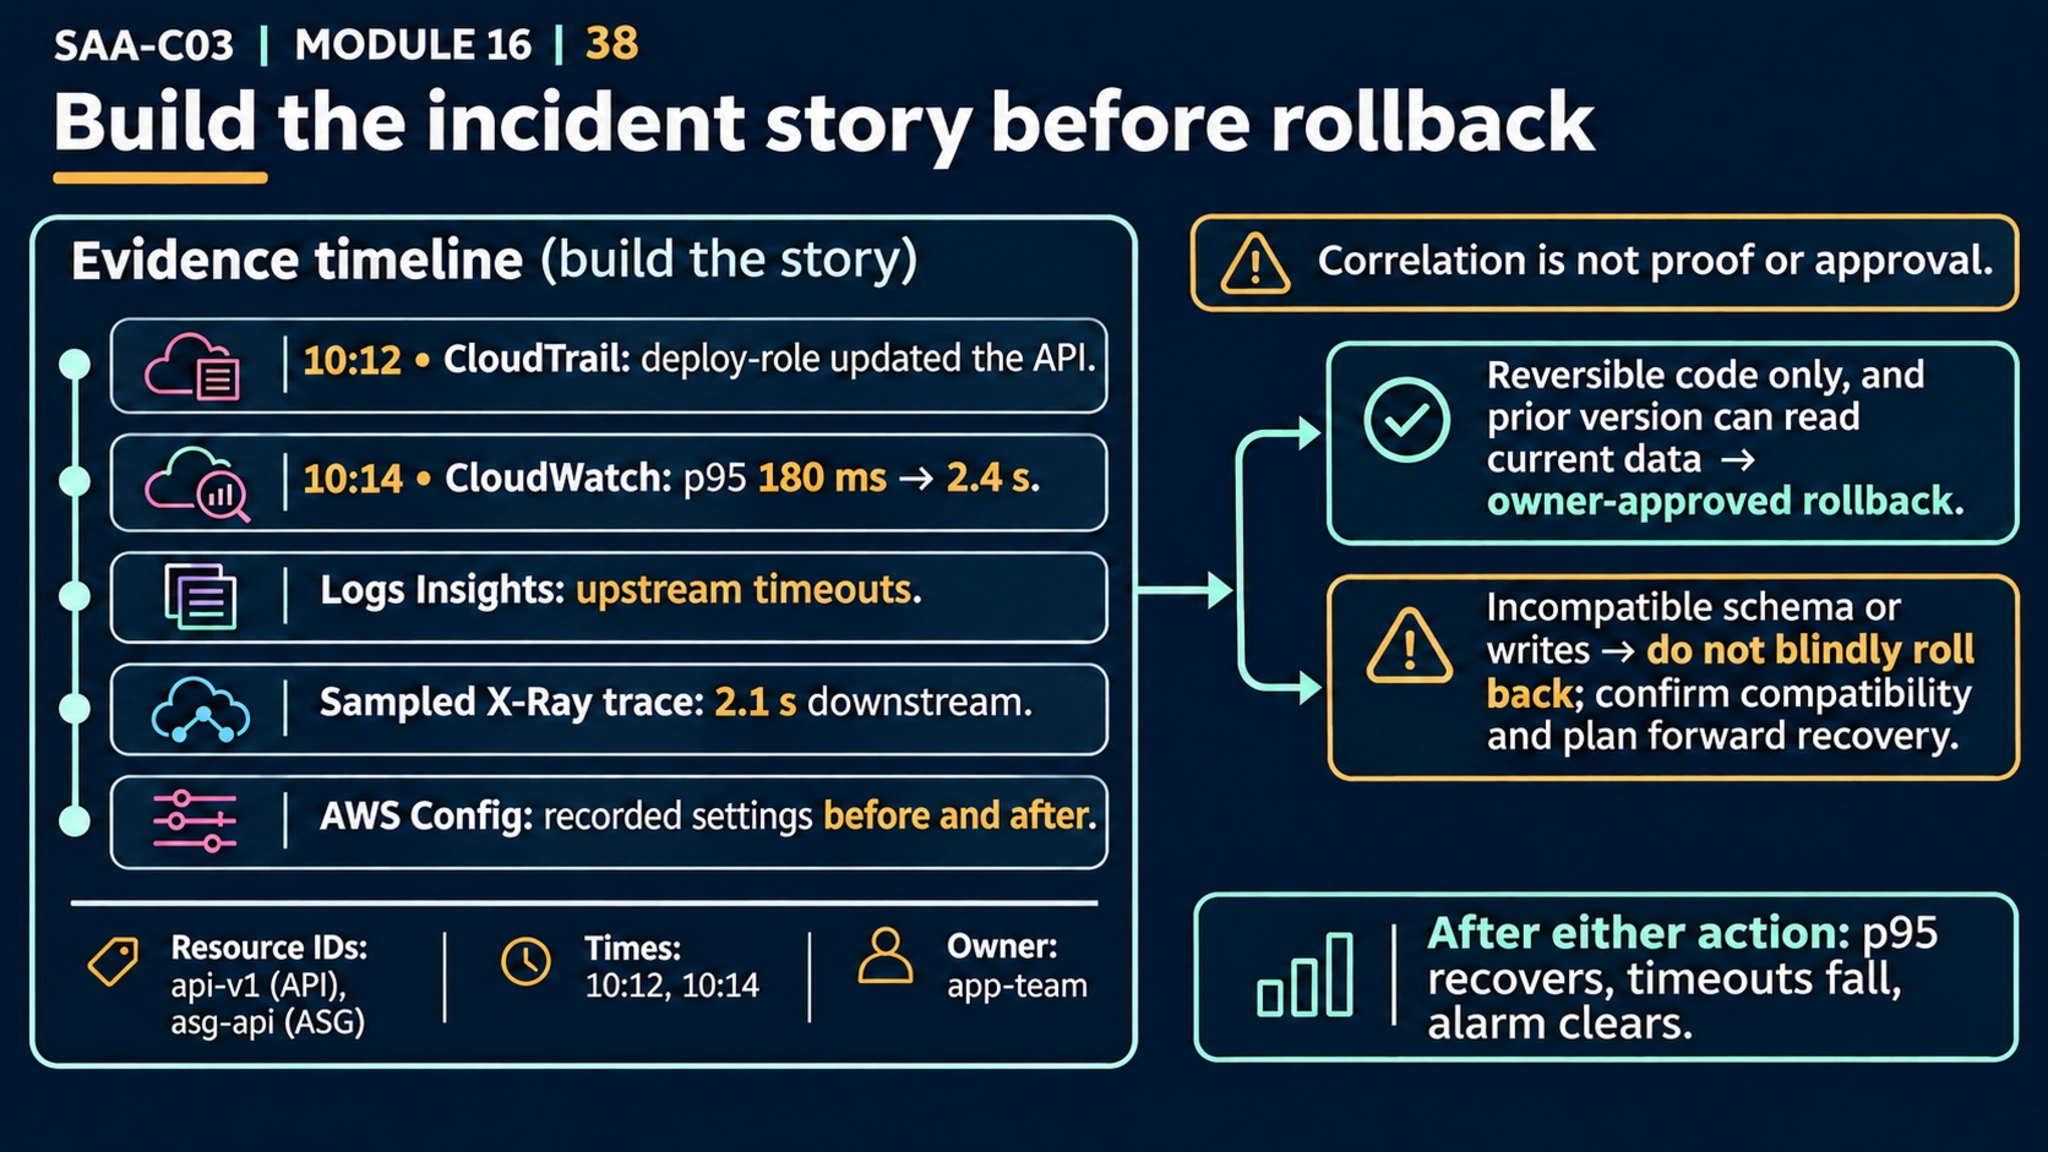 SAA-C03 | MODULE 16 | 38
Build the incident story before rollback
Evidence timeline (build the story)
10:12 • CloudTrail: deploy-role updated the API.
10:14 • CloudWatch: p95 180 ms → 2.4 s.
Logs Insights: upstream timeouts.
Sampled X-Ray trace: 2.1 s downstream.
AWS Config: recorded settings before and after.
Resource IDs:
api-v1 (API),
asg-api (ASG)
Times:
10:12, 10:14
Owner:
app-team
Correlation is not proof or approval.
Reversible code only, and
prior version can read
current data →
owner-approved rollback.
Incompatible schema or
writes → do not blindly roll
back; confirm compatibility
and plan forward recovery.
After either action: p95
recovers, timeouts fall,
alarm clears.